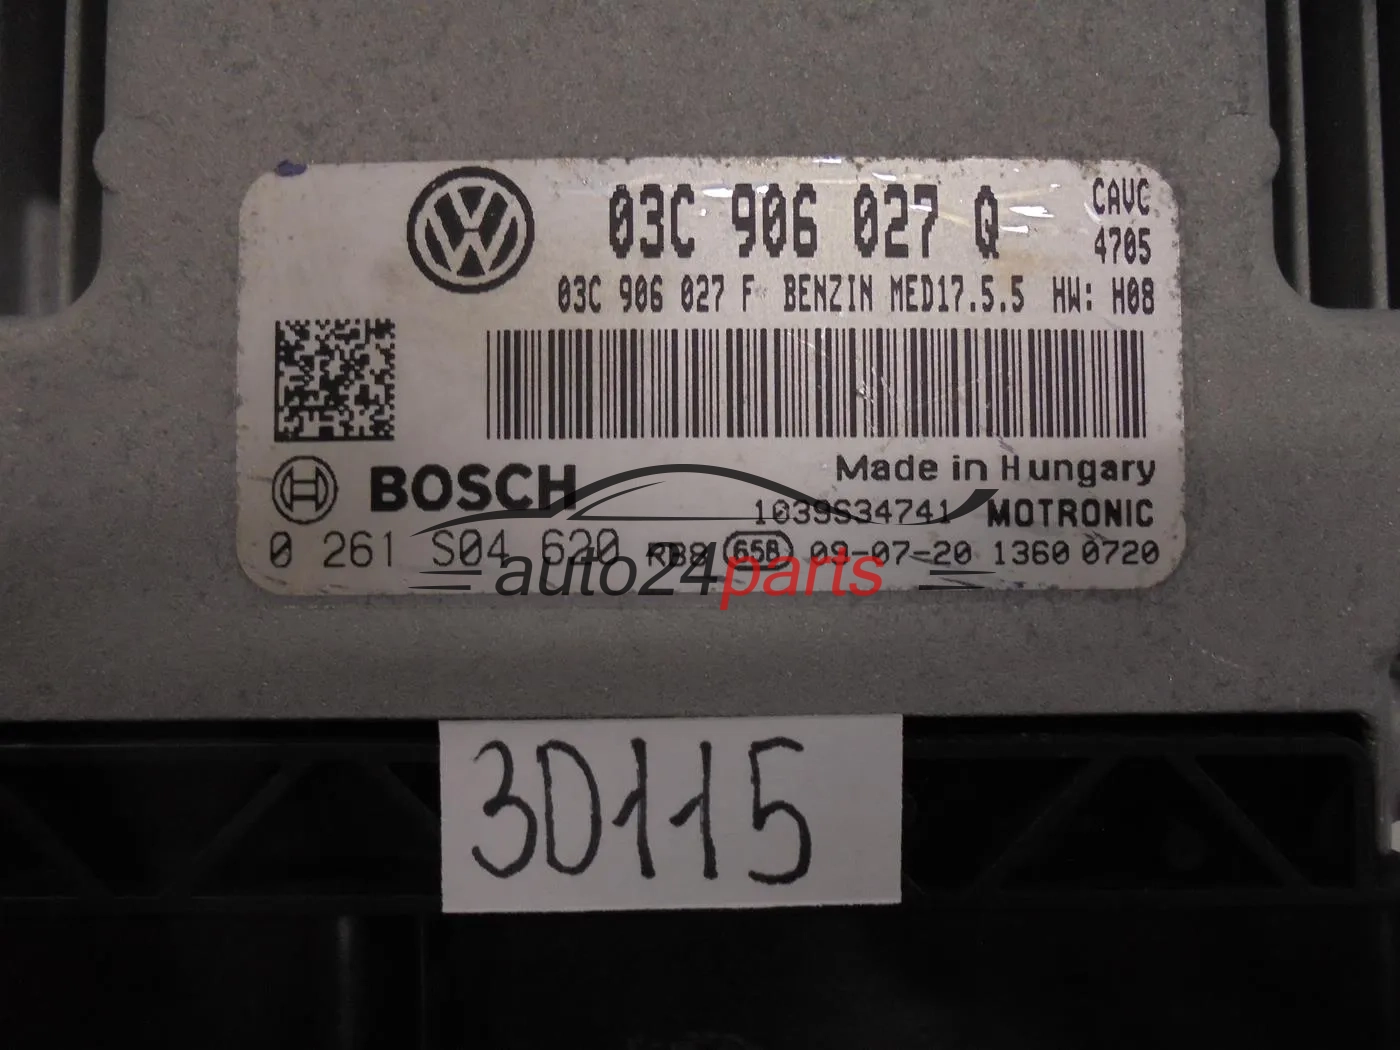 03C 906 027 Q CAVC
4705
03C 906 027 F BENZIN MED17.5.5 HW: H08
BOSCH
Made in Hungary
1039S34741 MOTRONIC
0 261 S04 620 RB8 65B 09-07-20 1360 0720
auto24parts
30115